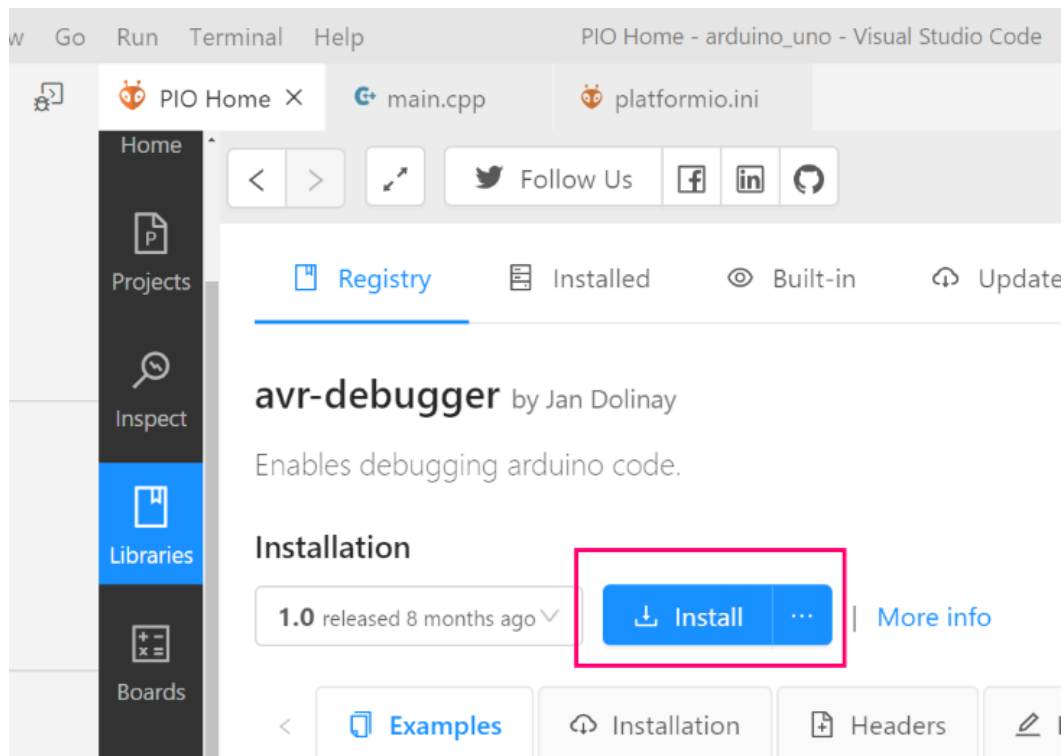 w Go Run Terminal Help PIO Home - arduino_uno - Visual Studio Code
PIO Home main.cpp platformio.ini
Home
Follow Us
Projects
Registry Installed Built-in Update
Inspect
avr-debugger by Jan Dolinay
Enables debugging arduino code.
Libraries
Installation
1.0 released 8 months ago Install ... | More info
Boards
Examples Installation Headers